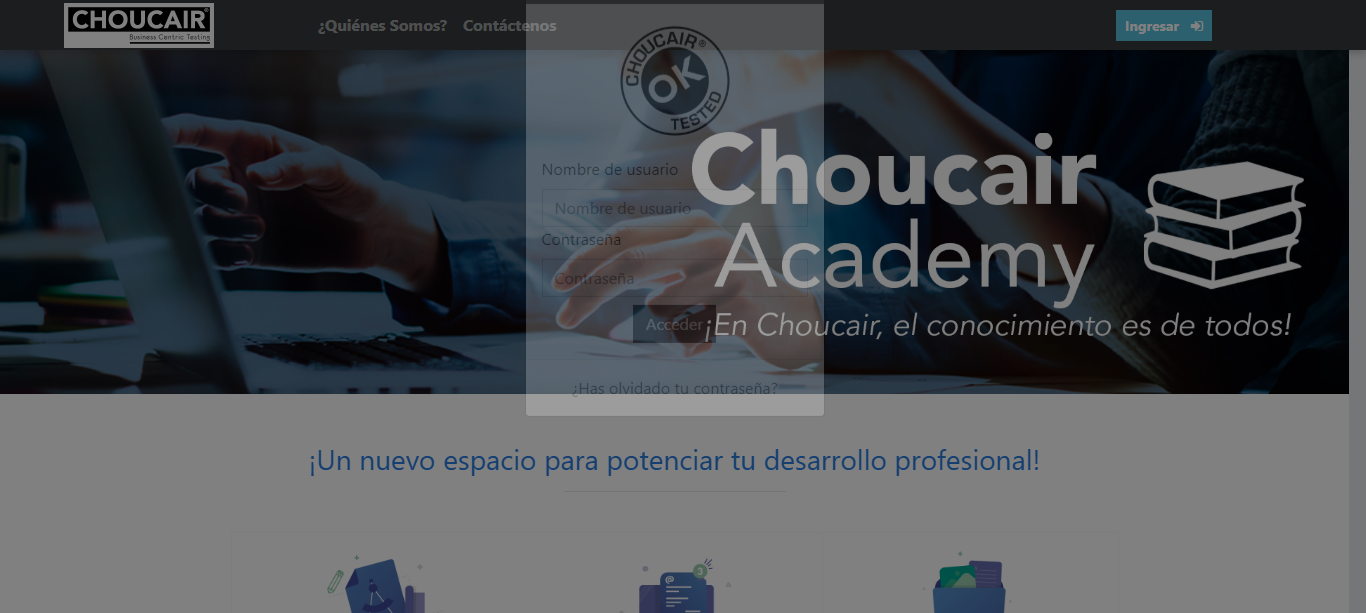 CHOUCAIR®
Business Centric Testing
¿Quiénes Somos?
Contáctenos
Ingresar
CHOUCAIR®
OK
TESTED
Nombre de usuario
Nombre de usuario
Contraseña
Contraseña
Acceder
¿Has olvidado tu contraseña?
Choucair
Academy
¡En Choucair, el conocimiento es de todos!
¡Un nuevo espacio para potenciar tu desarrollo profesional!
@
3